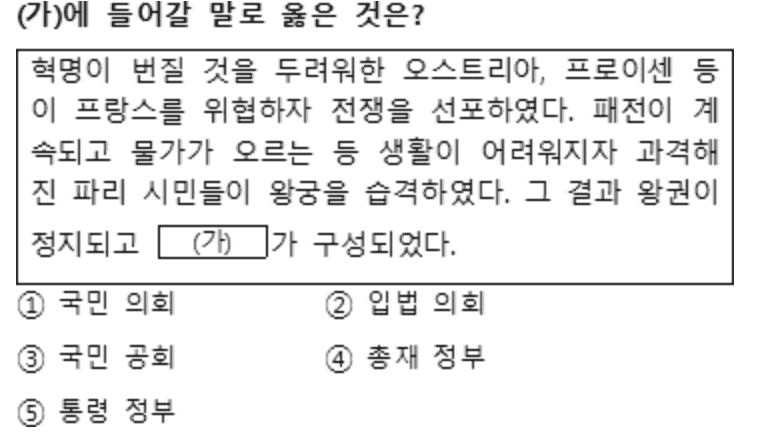 (가)에 들어갈 말로 옳은 것은?
혁명이 번질 것을 두려워한 오스트리아, 프로이센 등
이 프랑스를 위협하자 전쟁을 선포하였다. 패전이 계
속되고 물가가 오르는 등 생활이 어려워지자 과격해
진 파리 시민들이 왕궁을 습격하였다. 그 결과 왕권이
정지되고 (가) 가 구성되었다.
① 국민 의회 ② 입법 의회
③ 국민 공회 ④ 총재 정부
⑤ 통령 정부